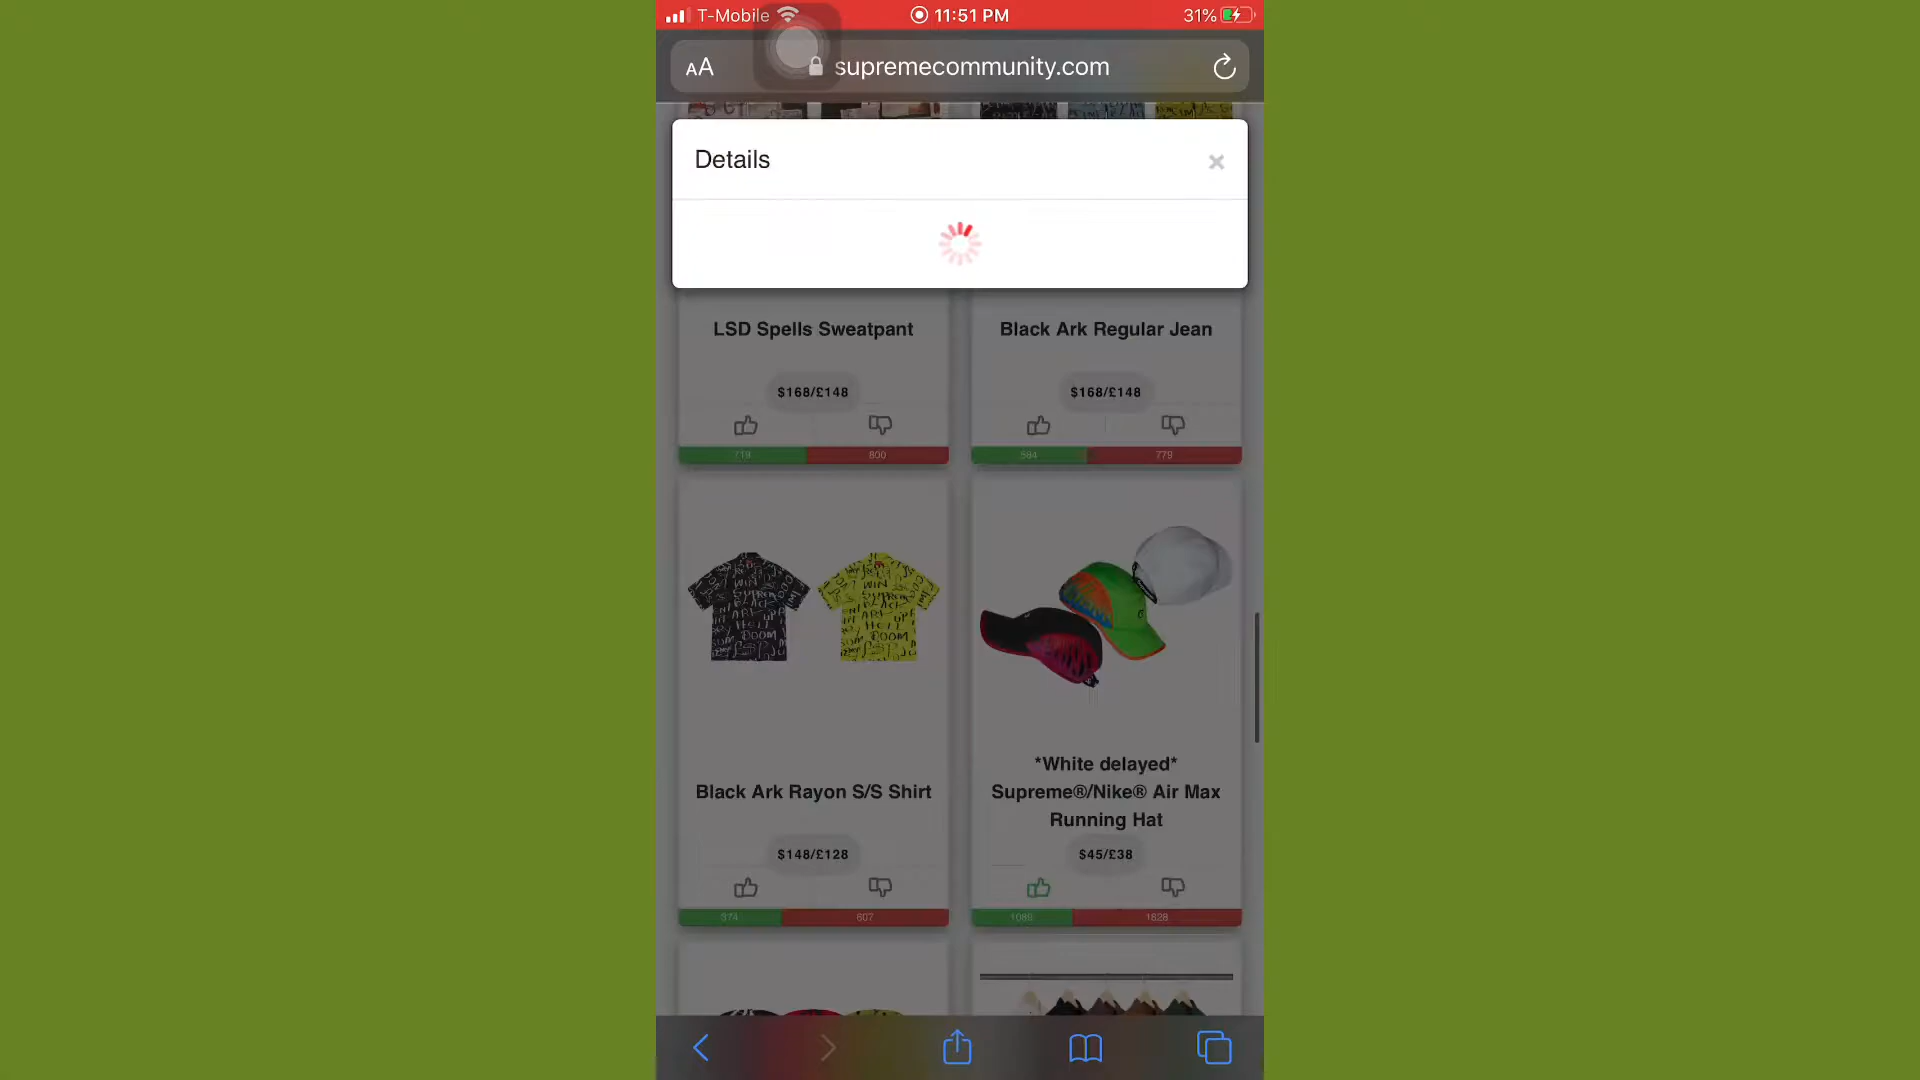 T-Mobile 11:51 PM 31%
AA supremecommunity.com
Details
LSD Spells Sweatpant
$168/£148
719 800
Black Ark Regular Jean
$168/£148
584 779
Black Ark Rayon S/S Shirt
$148/£128
374 607
*White delayed*
Supreme®/Nike® Air Max
Running Hat
$45/£38
1089 1828